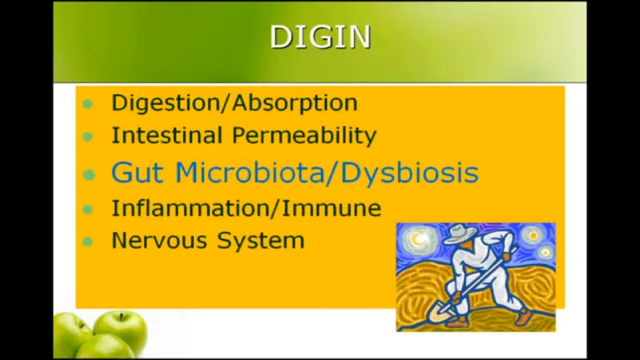 DIGIN
Digestion/Absorption
Intestinal Permeability
Gut Microbiota/Dysbiosis
Inflammation/Immune
Nervous System